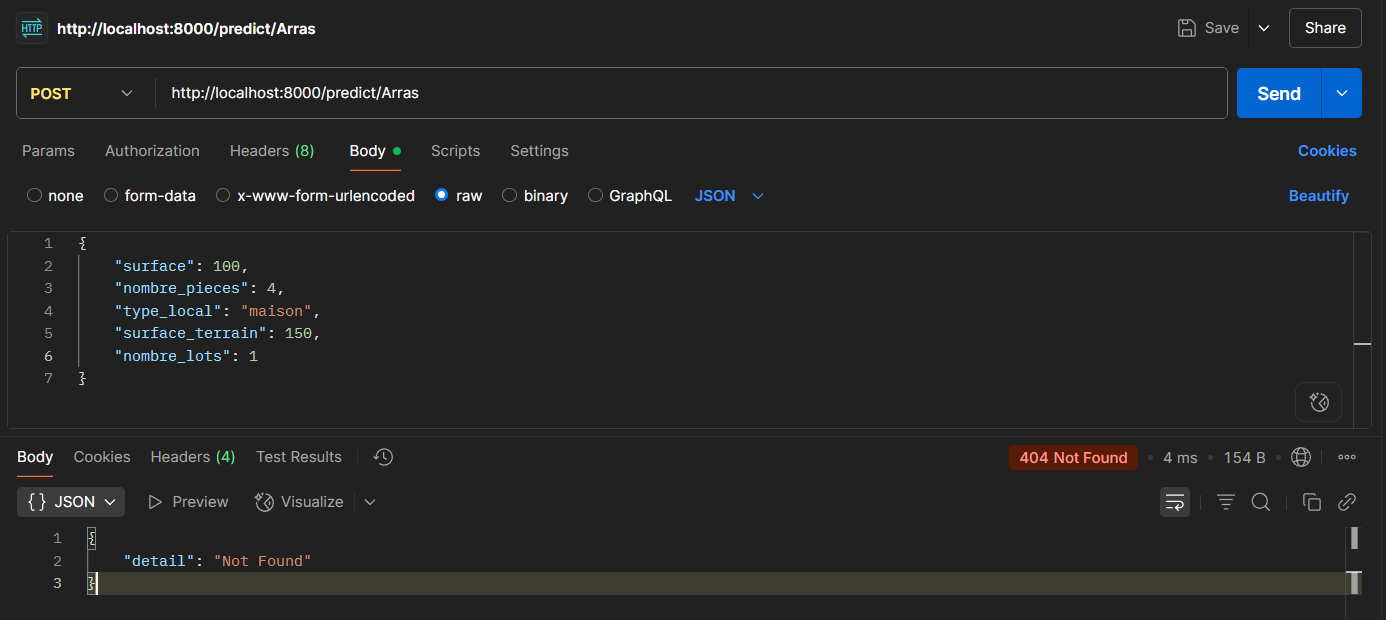 HTTP http://localhost:8000/predict/Arras Save Share
POST http://localhost:8000/predict/Arras Send
Params Authorization Headers (8) Body Scripts Settings Cookies
none form-data x-www-form-urlencoded raw binary GraphQL JSON Beautify
1 {
2 "surface": 100,
3 "nombre_pieces": 4,
4 "type_local": "maison",
5 "surface_terrain": 150,
6 "nombre_lots": 1
7 }
Body Cookies Headers (4) Test Results 404 Not Found • 4 ms • 154 B •
{} JSON Preview Visualize
1 {
2 "detail": "Not Found"
3 }